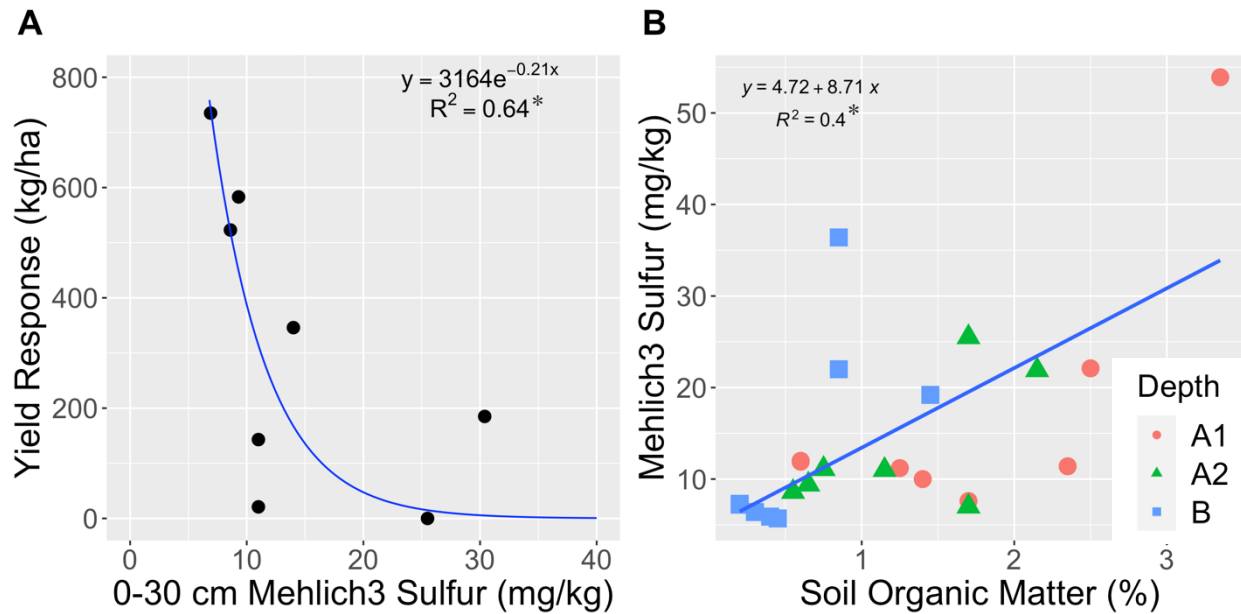 A
800
600
400
200
0
0 10 20 30 40
Yield Response (kg/ha)
0-30 cm Mehlich3 Sulfur (mg/kg)
y = 3164e^−0.21x
R² = 0.64*
B
50
40
30
20
10
1 2 3
Mehlich3 Sulfur (mg/kg)
Soil Organic Matter (%)
y = 4.72 + 8.71 x
R² = 0.4*
Depth
A1
A2
B